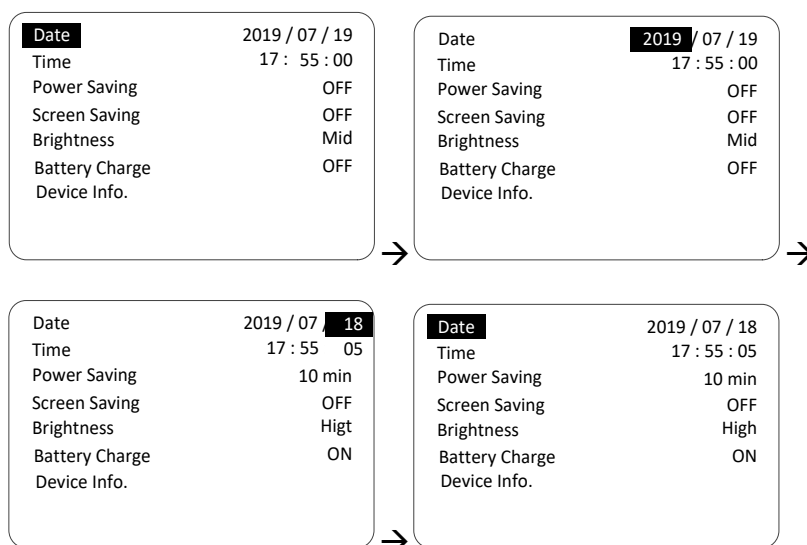 Date 2019 / 07 / 19
Time 17 : 55 : 00
Power Saving OFF
Screen Saving OFF
Brightness Mid
Battery Charge OFF
Device Info.
→
Date 2019 / 07 / 19
Time 17 : 55 : 00
Power Saving OFF
Screen Saving OFF
Brightness Mid
Battery Charge OFF
Device Info.
→
Date 2019 / 07 / 18
Time 17 : 55 05
Power Saving 10 min
Screen Saving OFF
Brightness Higt
Battery Charge ON
Device Info.
→
Date 2019 / 07 / 18
Time 17 : 55 : 05
Power Saving 10 min
Screen Saving OFF
Brightness High
Battery Charge ON
Device Info.